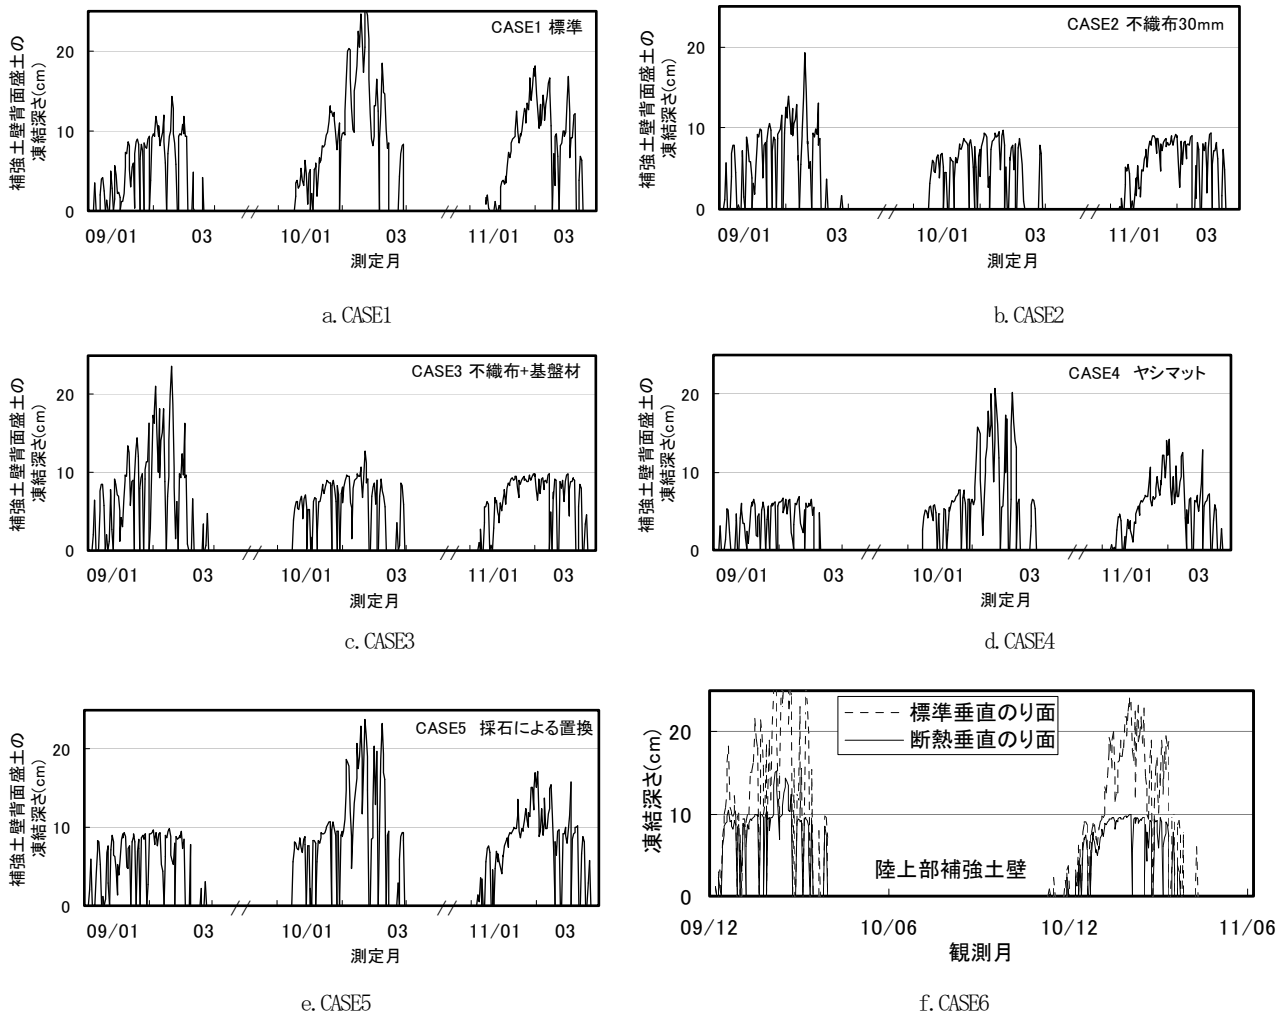 補強土壁背面盛土の
凍結深さ(cm)
CASE1 標準
20
10
0
09/01 03 10/01 03 11/01 03
測定月
a.CASE1
補強土壁背面盛土の
凍結深さ(cm)
CASE2 不織布30mm
20
10
0
09/01 03 10/01 03 11/01 03
測定月
b.CASE2
補強土壁背面盛土の
凍結深さ(cm)
CASE3 不織布+基盤材
20
10
0
09/01 03 10/01 03 11/01 03
測定月
c.CASE3
補強土壁背面盛土の
凍結深さ(cm)
CASE4 ヤシマット
20
10
0
09/01 03 10/01 03 11/01 03
測定月
d.CASE4
補強土壁背面盛土の
凍結深さ(cm)
CASE5 採石による置換
20
10
0
09/01 03 10/01 03 11/01 03
測定月
e.CASE5
凍結深さ(cm)
標準垂直のり面
断熱垂直のり面
20
10
0
陸上部補強土壁
09/12 10/06 10/12 11/06
観測月
f.CASE6